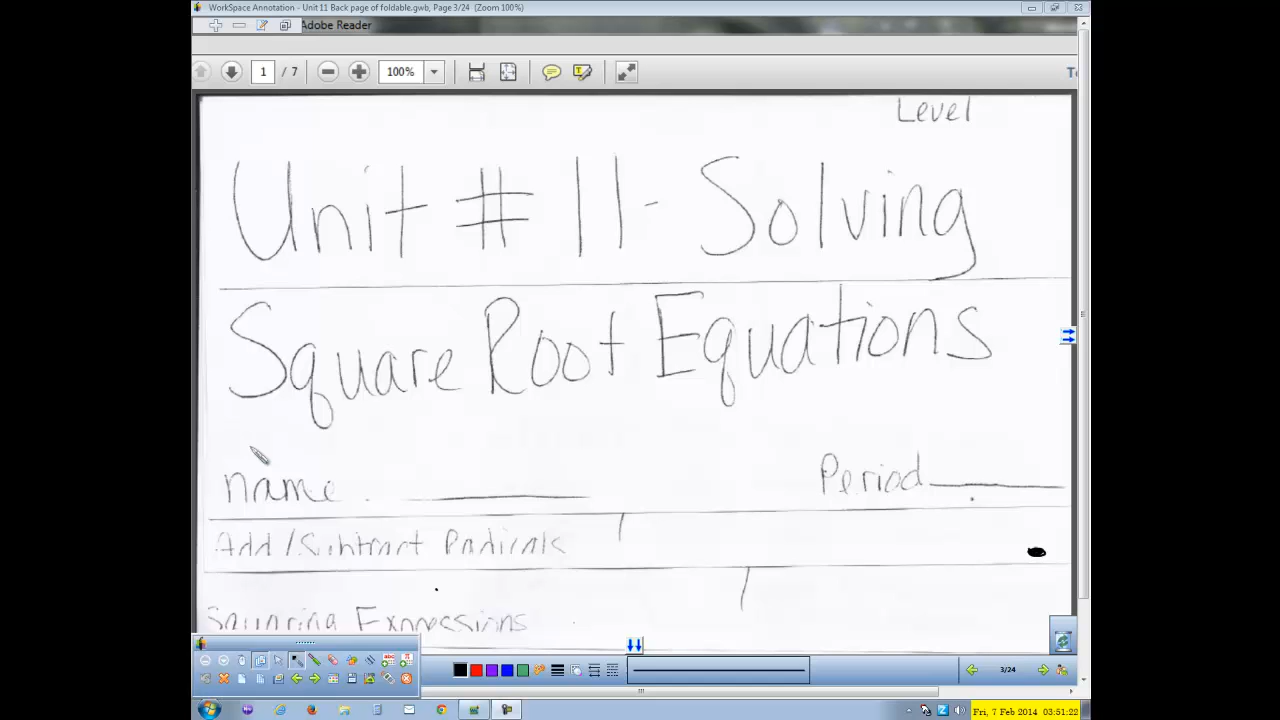 WorkSpace Annotation - Unit 11 Back page of foldable.gwb, Page 3/24 (Zoom 100%)
Adobe Reader
1 / 7 100%
Level
Unit # 11 - Solving
Square Root Equations
name
Period
Add/Subtract Radicals
Squaring Expressions
3/24
Fri, 7 Feb 2014 03:51:22